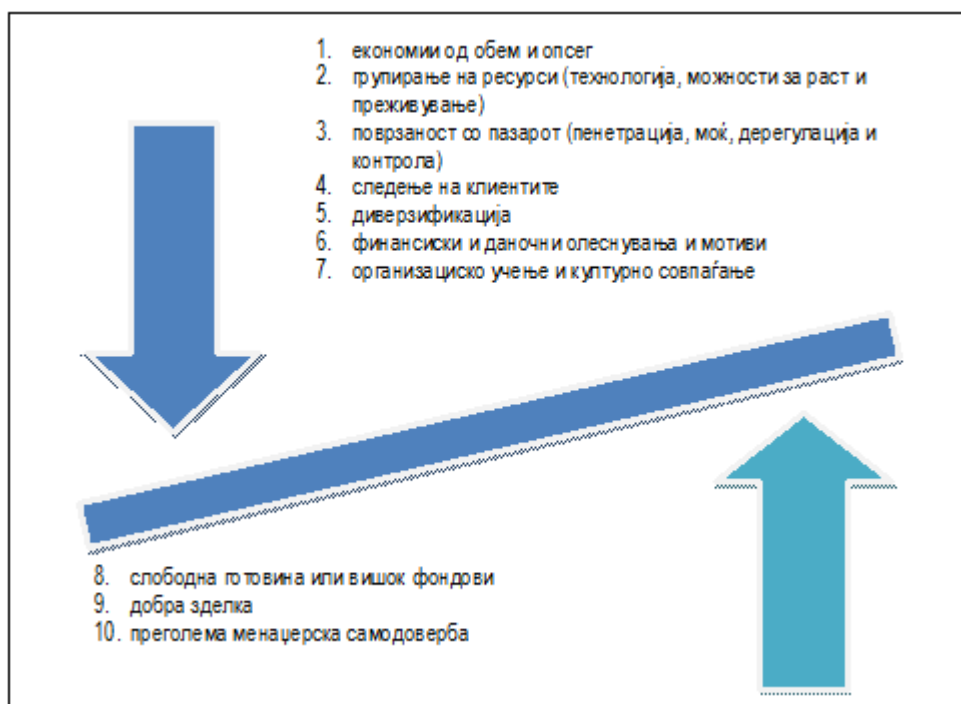 1. економии од обем и опсег
2. групирање на ресурси (технологија, можности за раст и
преживување)
3. поврзаност со пазарот (пенетрација, моќ, дерегулација и
контрола)
4. следење на клиентите
5. диверзификација
6. финансиски и даночни олеснувања и мотиви
7. организациско учење и културно совпаѓање
8. слободна готовина или вишок фондови
9. добра зделка
10. преголема менаџерска самодоверба